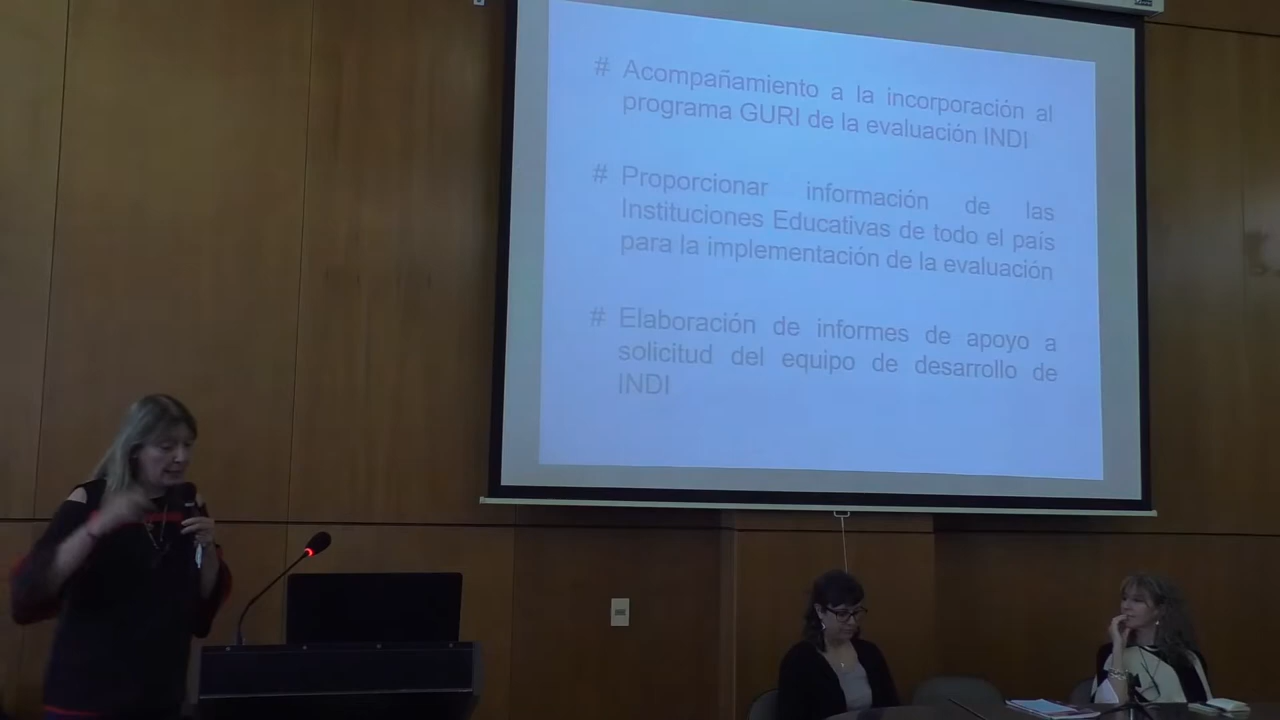 # Acompañamiento a la incorporación al
programa GURI de la evaluación INDI
# Proporcionar información de las
Instituciones Educativas de todo el país
para la implementación de la evaluación
# Elaboración de informes de apoyo a
solicitud del equipo de desarrollo de
INDI